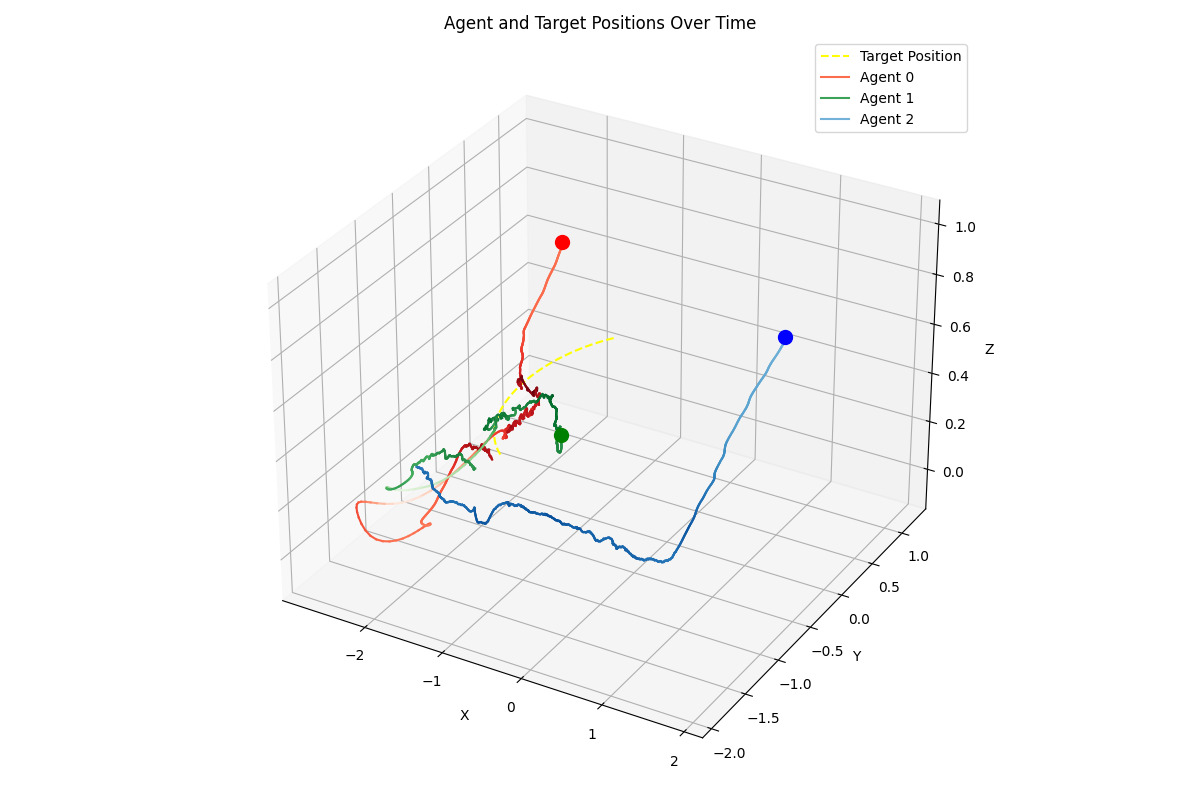 Agent and Target Positions Over Time
Target Position
Agent 0
Agent 1
Agent 2
1.0
0.8
0.6
0.4
0.2
0.0
Z
1.0
0.5
0.0
−0.5
−1.0
−1.5
−2.0
Y
−2
−1
0
1
2
X